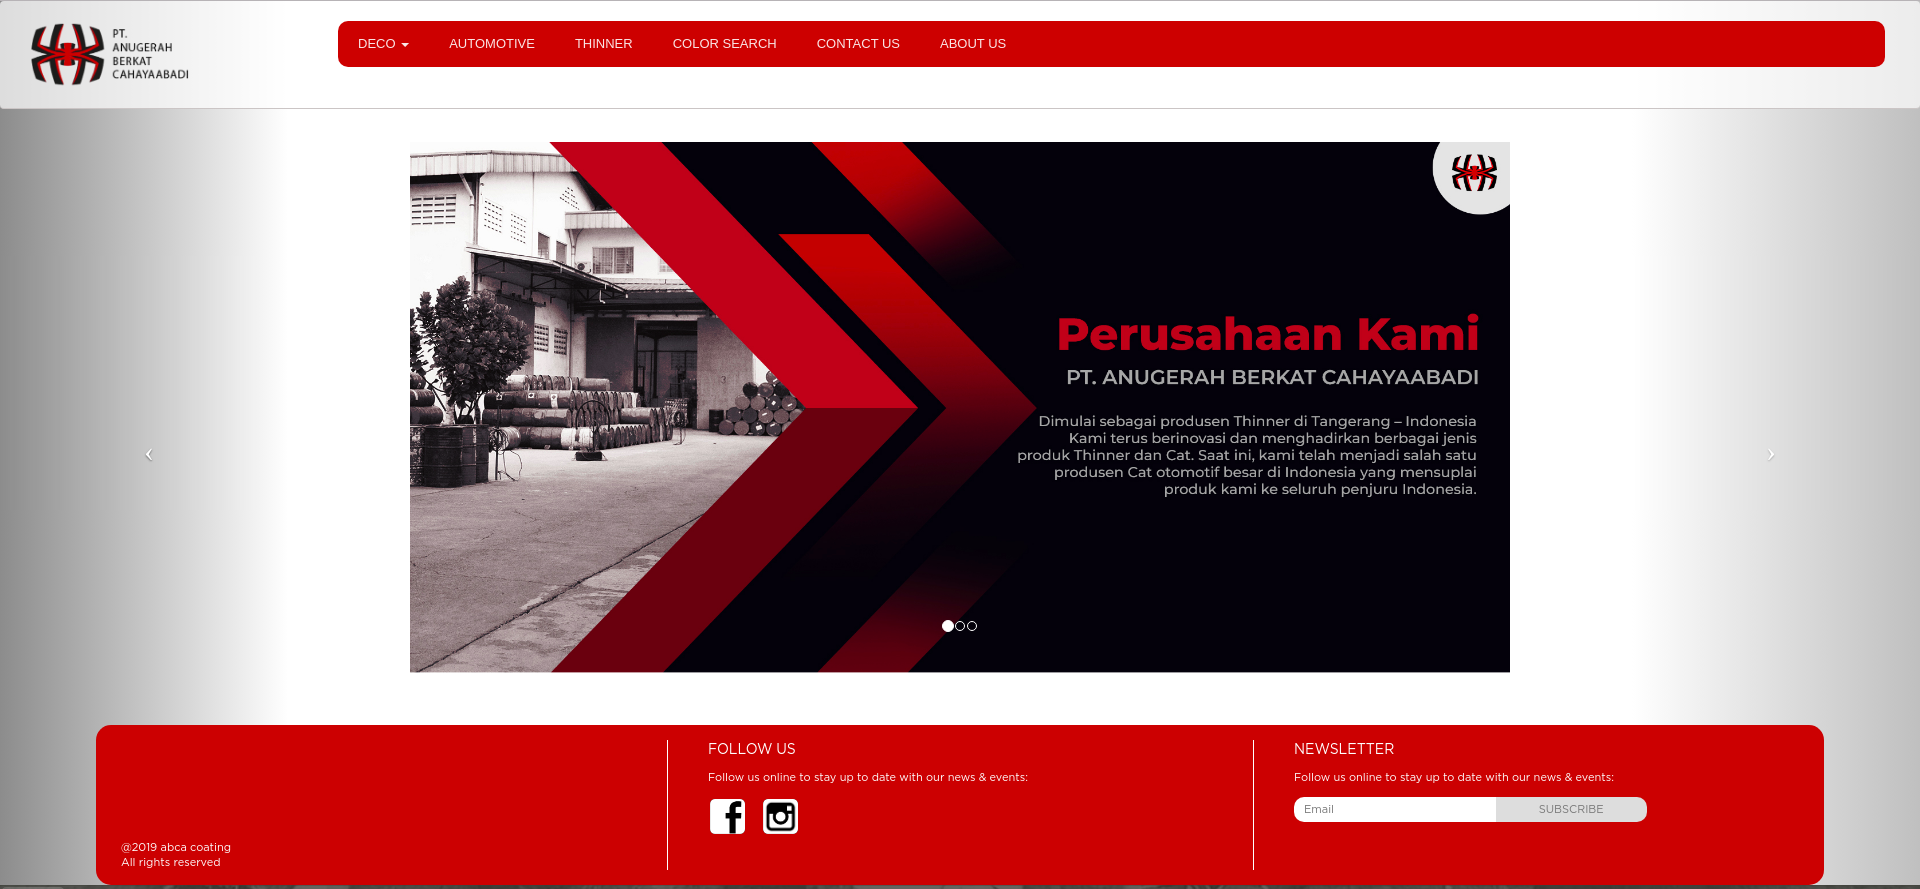 PT.
ANUGERAH
BERKAT
CAHAYAABADI
DECO
AUTOMOTIVE
THINNER
COLOR SEARCH
CONTACT US
ABOUT US
Perusahaan Kami
PT. ANUGERAH BERKAT CAHAYAABADI
Dimulai sebagai produsen Thinner di Tangerang – Indonesia
Kami terus berinovasi dan menghadirkan berbagai jenis
produk Thinner dan Cat. Saat ini, kami telah menjadi salah satu
produsen Cat otomotif besar di Indonesia yang mensuplai
produk kami ke seluruh penjuru Indonesia.
@2019 abca coating
All rights reserved
FOLLOW US
Follow us online to stay up to date with our news & events:
NEWSLETTER
Follow us online to stay up to date with our news & events:
Email
SUBSCRIBE